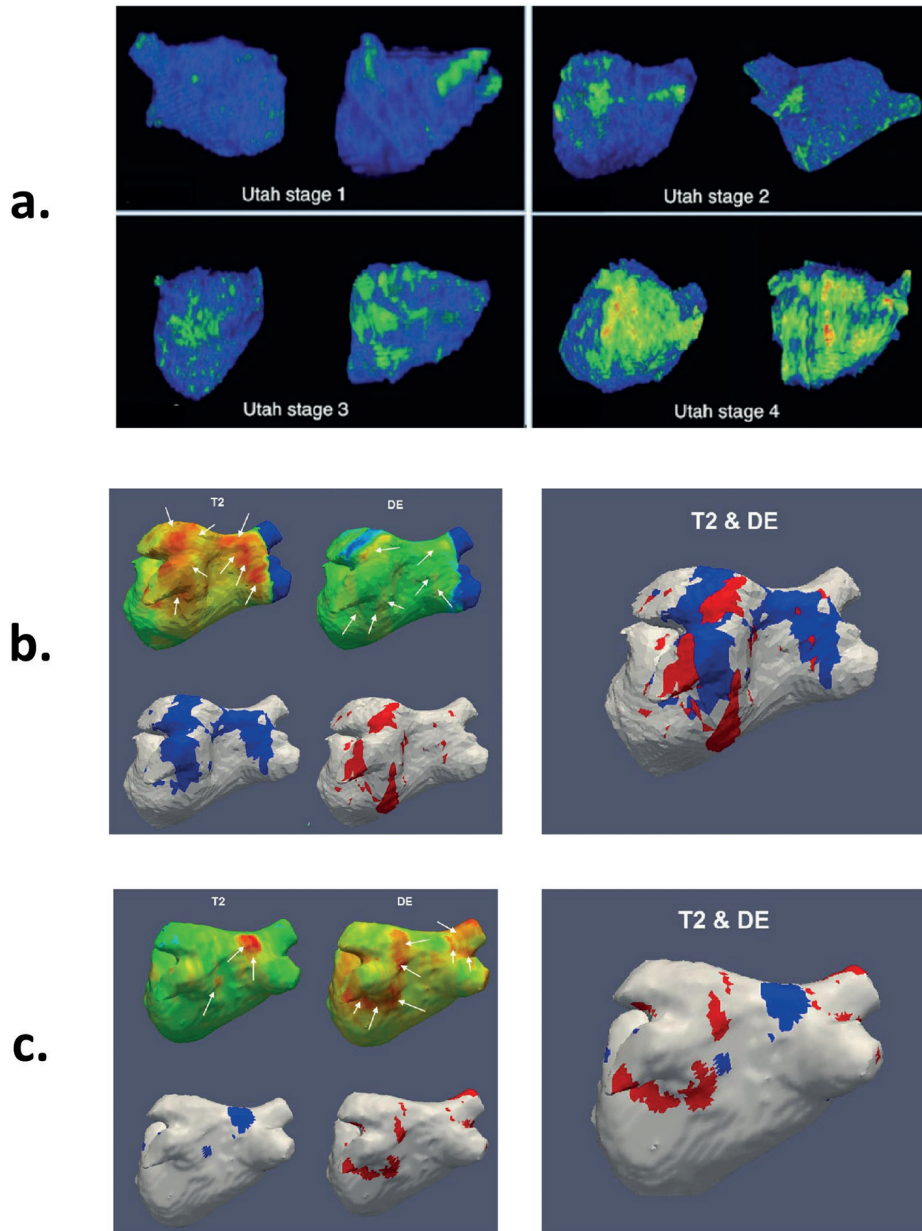 a.
Utah stage 1
Utah stage 2
Utah stage 3
Utah stage 4
b.
T2
DE
T2 & DE
c.
T2
DE
T2 & DE